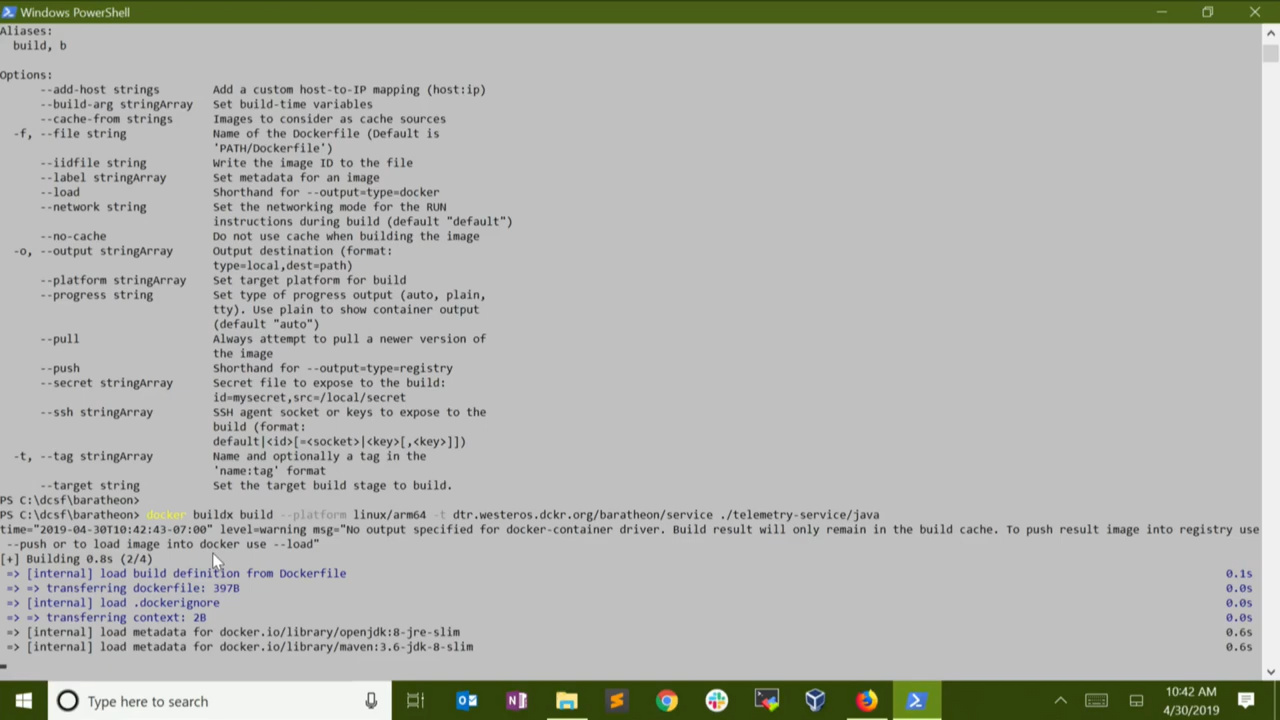 Windows PowerShell
Aliases:
  build, b
Options:
      --add-host strings         Add a custom host-to-IP mapping (host:ip)
      --build-arg stringArray    Set build-time variables
      --cache-from strings       Images to consider as cache sources
  -f, --file string              Name of the Dockerfile (Default is
                                 'PATH/Dockerfile')
      --iidfile string           Write the image ID to the file
      --label stringArray        Set metadata for an image
      --load                     Shorthand for --output=type=docker
      --network string           Set the networking mode for the RUN
                                 instructions during build (default "default")
      --no-cache                 Do not use cache when building the image
  -o, --output stringArray       Output destination (format:
                                 type=local,dest=path)
      --platform stringArray     Set target platform for build
      --progress string          Set type of progress output (auto, plain,
                                 tty). Use plain to show container output
                                 (default "auto")
      --pull                     Always attempt to pull a newer version of
                                 the image
      --push                     Shorthand for --output=type=registry
      --secret stringArray       Secret file to expose to the build:
                                 id=mysecret,src=/local/secret
      --ssh stringArray          SSH agent socket or keys to expose to the
                                 build (format:
                                 default|<id>[=<socket>|<key>[,<key>]])
  -t, --tag stringArray          Name and optionally a tag in the
                                 'name:tag' format
      --target string            Set the target build stage to build.
PS C:\dcsf\baratheon>
PS C:\dcsf\baratheon> docker buildx build --platform linux/arm64 -t dtr.westeros.dckr.org/baratheon/service ./telemetry-service/java
time="2019-04-30T10:42:43-07:00" level=warning msg="No output specified for docker-container driver. Build result will only remain in the build cache. To push result image into registry use
--push or to load image into docker use --load"
[+] Building 0.8s (2/4)
 => [internal] load build definition from Dockerfile 0.1s
 => => transferring dockerfile: 397B 0.0s
 => [internal] load .dockerignore 0.0s
 => => transferring context: 2B 0.0s
 => [internal] load metadata for docker.io/library/openjdk:8-jre-slim 0.6s
 => [internal] load metadata for docker.io/library/maven:3.6-jdk-8-slim 0.6s
Type here to search
10:42 AM
4/30/2019